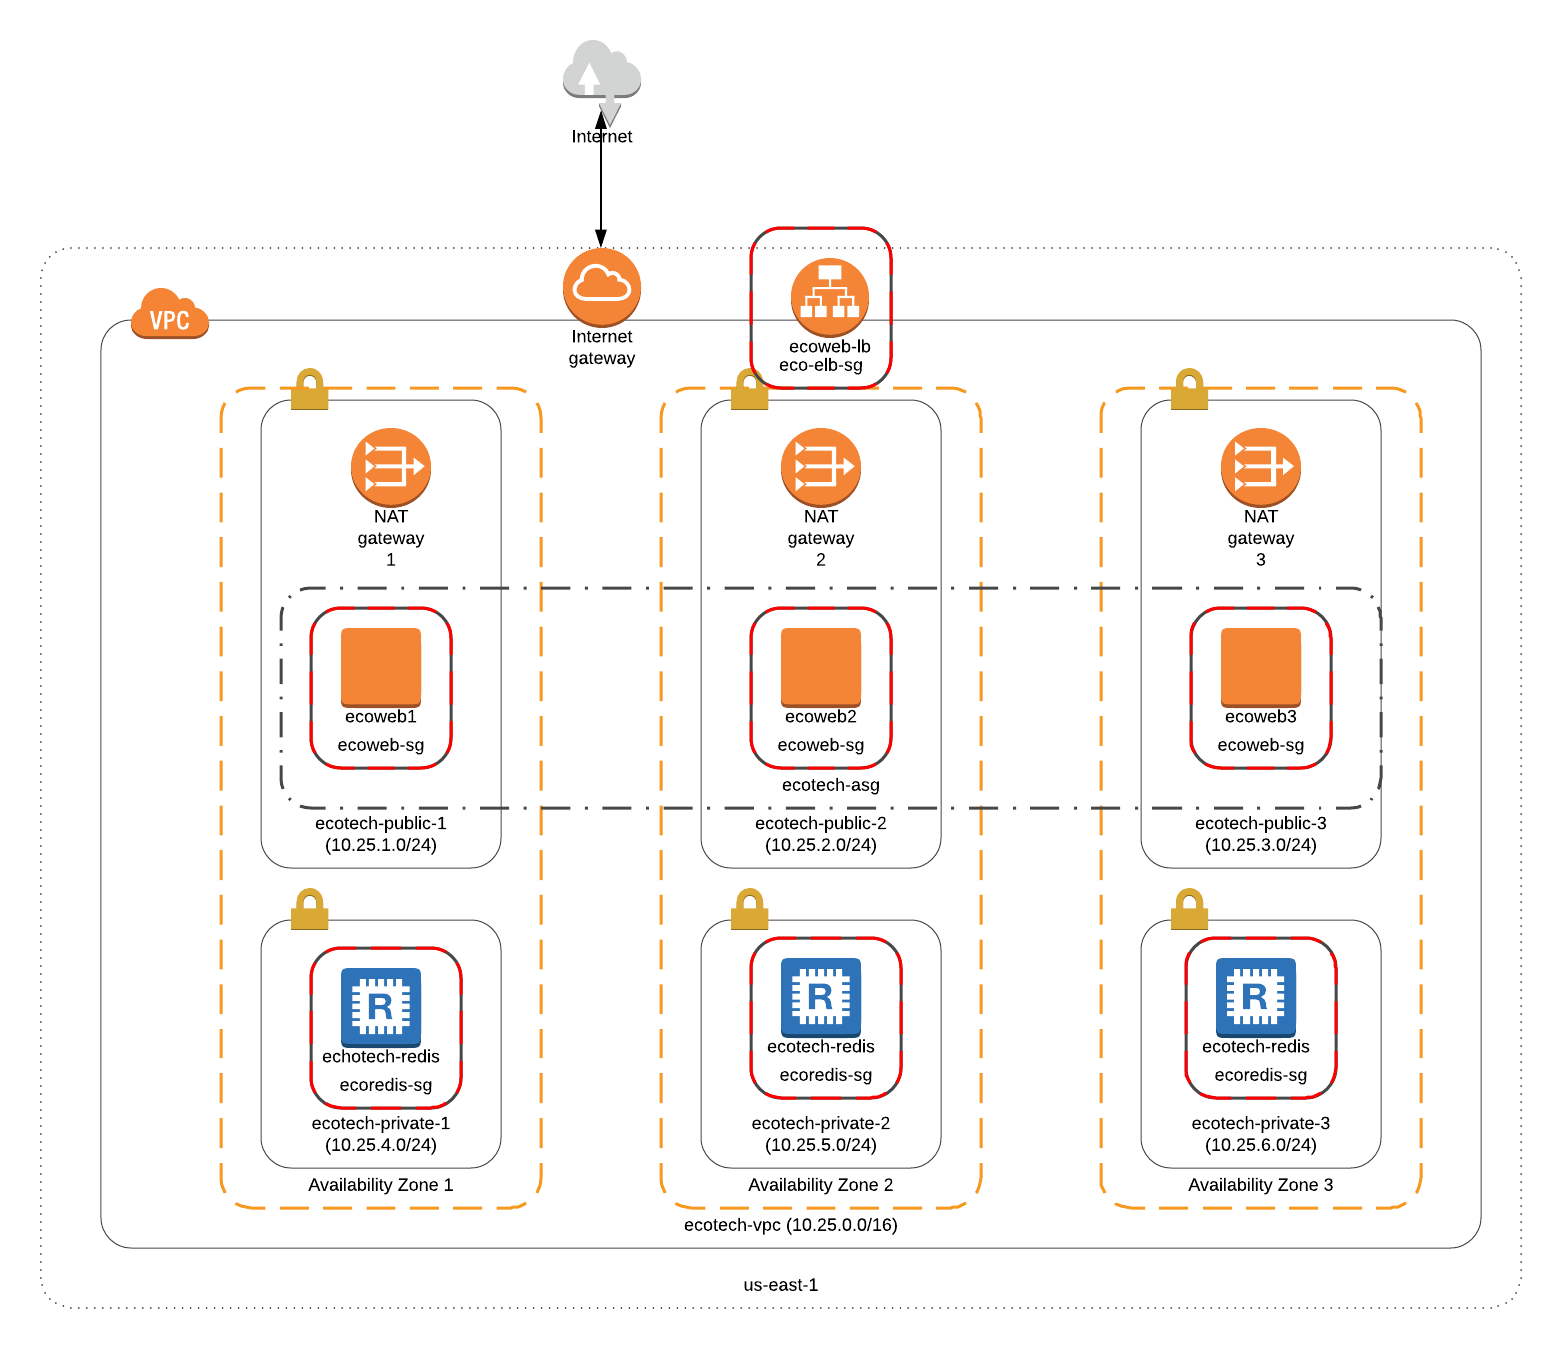 Internet
VPC
Internet
gateway
ecoweb-lb
eco-elb-sg
NAT
gateway
1
NAT
gateway
2
NAT
gateway
3
ecoweb1
ecoweb-sg
ecoweb2
ecoweb-sg
ecoweb3
ecoweb-sg
ecotech-asg
ecotech-public-1
(10.25.1.0/24)
ecotech-public-2
(10.25.2.0/24)
ecotech-public-3
(10.25.3.0/24)
R
echotech-redis
ecoredis-sg
R
ecotech-redis
ecoredis-sg
R
ecotech-redis
ecoredis-sg
ecotech-private-1
(10.25.4.0/24)
ecotech-private-2
(10.25.5.0/24)
ecotech-private-3
(10.25.6.0/24)
Availability Zone 1
Availability Zone 2
Availability Zone 3
ecotech-vpc (10.25.0.0/16)
us-east-1